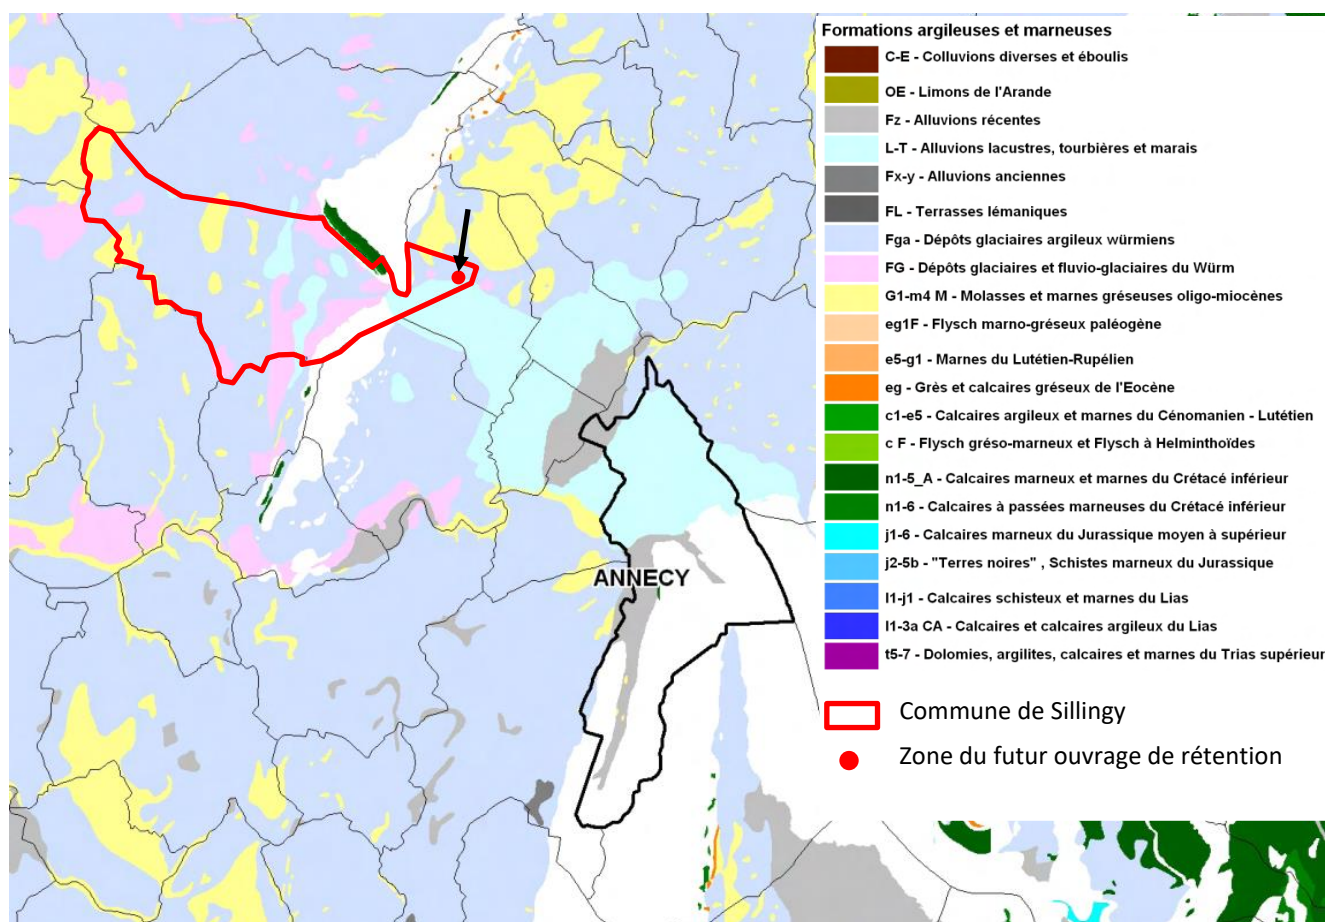 Formations argileuses et marneuses
C-E - Colluvions diverses et éboulis
OE - Limons de l'Arande
Fz - Alluvions récentes
L-T - Alluvions lacustres, tourbières et marais
Fx-y - Alluvions anciennes
FL - Terrasses lémaniques
Fga - Dépôts glaciaires argileux würmiens
FG - Dépôts glaciaires et fluvio-glaciaires du Würm
G1-m4 M - Molasses et marnes gréseuses oligo-miocènes
eg1F - Flysch marno-gréseux paléogène
e5-g1 - Marnes du Lutétien-Rupélien
eg - Grès et calcaires gréseux de l'Eocène
c1-e5 - Calcaires argileux et marnes du Cénomanien - Lutétien
c F - Flysch gréso-marneux et Flysch à Helminthoïdes
n1-5_A - Calcaires marneux et marnes du Crétacé inférieur
n1-6 - Calcaires à passées marneuses du Crétacé inférieur
j1-6 - Calcaires marneux du Jurassique moyen à supérieur
j2-5b - "Terres noires" , Schistes marneux du Jurassique
l1-j1 - Calcaires schisteux et marnes du Lias
l1-3a CA - Calcaires et calcaires argileux du Lias
t5-7 - Dolomies, argilites, calcaires et marnes du Trias supérieur
Commune de Sillingy
Zone du futur ouvrage de rétention
ANNECY